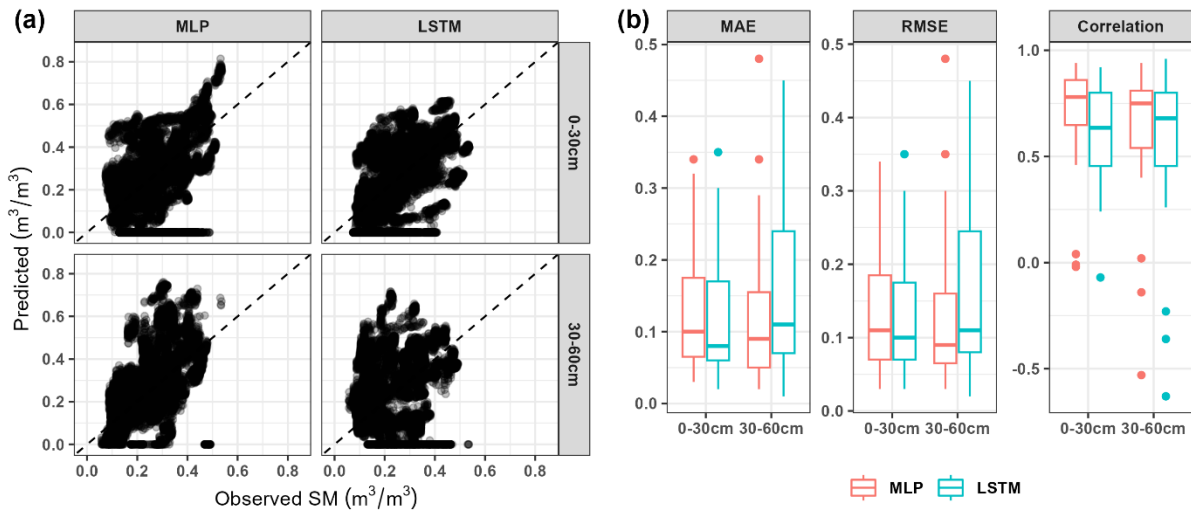 (a)
MLP
LSTM
0.8
0.6
0.4
0.2
0.0
0-30cm
0.8
0.6
0.4
0.2
0.0
30-60cm
Predicted (m³/m³)
0.0 0.2 0.4 0.6 0.8
0.0 0.2 0.4 0.6 0.8
Observed SM (m³/m³)
(b)
MAE
RMSE
Correlation
0.5
0.4
0.3
0.2
0.1
0.0
0-30cm 30-60cm
0.5
0.4
0.3
0.2
0.1
0.0
0-30cm 30-60cm
1.0
0.5
0.0
-0.5
0-30cm 30-60cm
MLP
LSTM